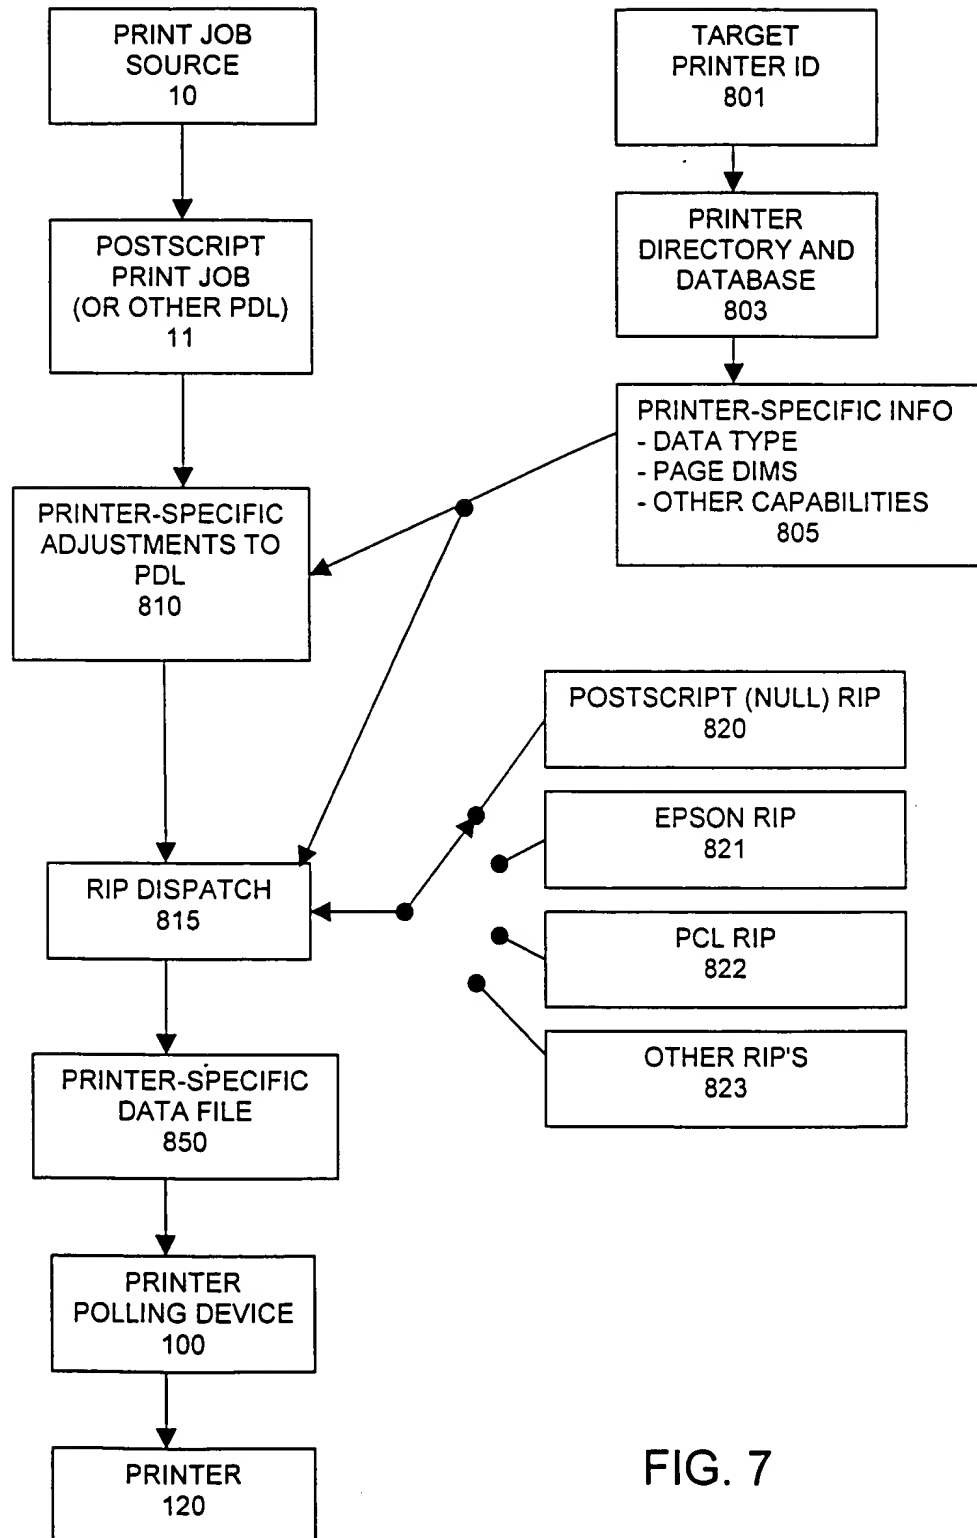 PRINT JOB
SOURCE
10
TARGET
PRINTER ID
801
POSTSCRIPT
PRINT JOB
(OR OTHER PDL)
11
PRINTER
DIRECTORY AND
DATABASE
803
PRINTER-SPECIFIC INFO
- DATA TYPE
- PAGE DIMS
- OTHER CAPABILITIES
805
PRINTER-SPECIFIC
ADJUSTMENTS TO
PDL
810
POSTSCRIPT (NULL) RIP
820
EPSON RIP
821
RIP DISPATCH
815
PCL RIP
822
OTHER RIP'S
823
PRINTER-SPECIFIC
DATA FILE
850
PRINTER
POLLING DEVICE
100
PRINTER
120
FIG. 7